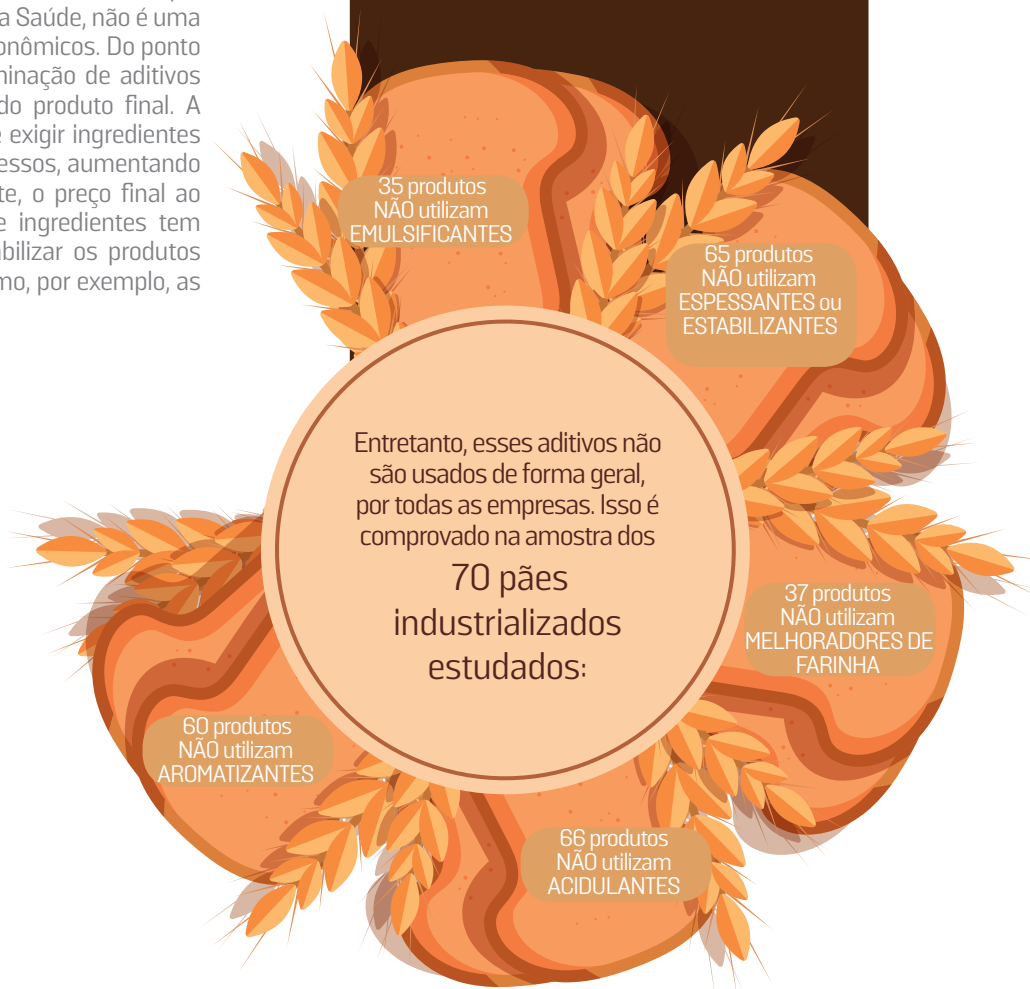 a Saúde, não é uma
onômicos. Do ponto
minação de aditivos
do produto final. A
e exigir ingredientes
essos, aumentando
te, o preço final ao
e ingredientes tem
abilizar os produtos
mo, por exemplo, as
35 produtos
NÃO utilizam
EMULSIFICANTES
65 produtos
NÃO utilizam
ESPESSANTES ou
ESTABILIZANTES
Entretanto, esses aditivos não
são usados de forma geral,
por todas as empresas. Isso é
comprovado na amostra dos
70 pães
industrializados
estudados:
37 produtos
NÃO utilizam
MELHORADORES DE
FARINHA
60 produtos
NÃO utilizam
AROMATIZANTES
66 produtos
NÃO utilizam
ACIDULANTES